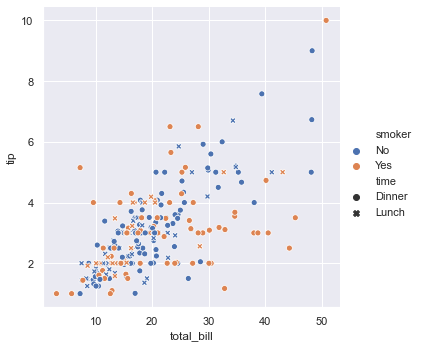 10
8
6
4
2
tip
10
20
30
40
50
total_bill
smoker
No
Yes
time
Dinner
Lunch